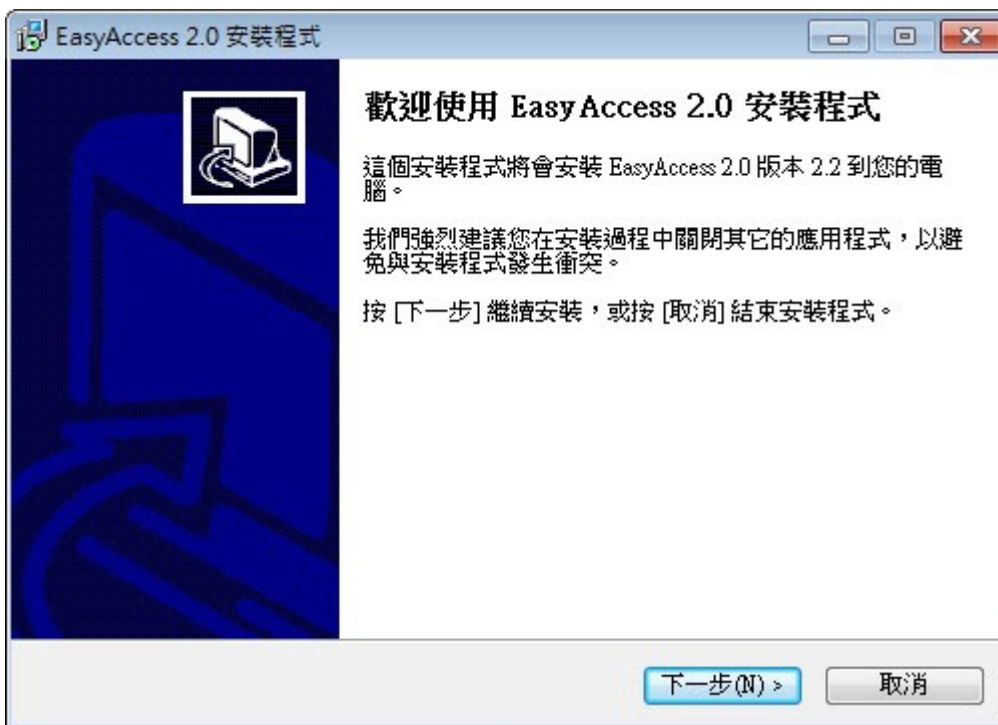 EasyAccess 2.0 安裝程式
歡迎使用 EasyAccess 2.0 安裝程式
這個安裝程式將會安裝 EasyAccess 2.0 版本 2.2 到您的電
腦。
我們強烈建議您在安裝過程中關閉其它的應用程式，以避
免與安裝程式發生衝突。
按 [下一步] 繼續安裝，或按 [取消] 結束安裝程式。
下一步(N) >
取消